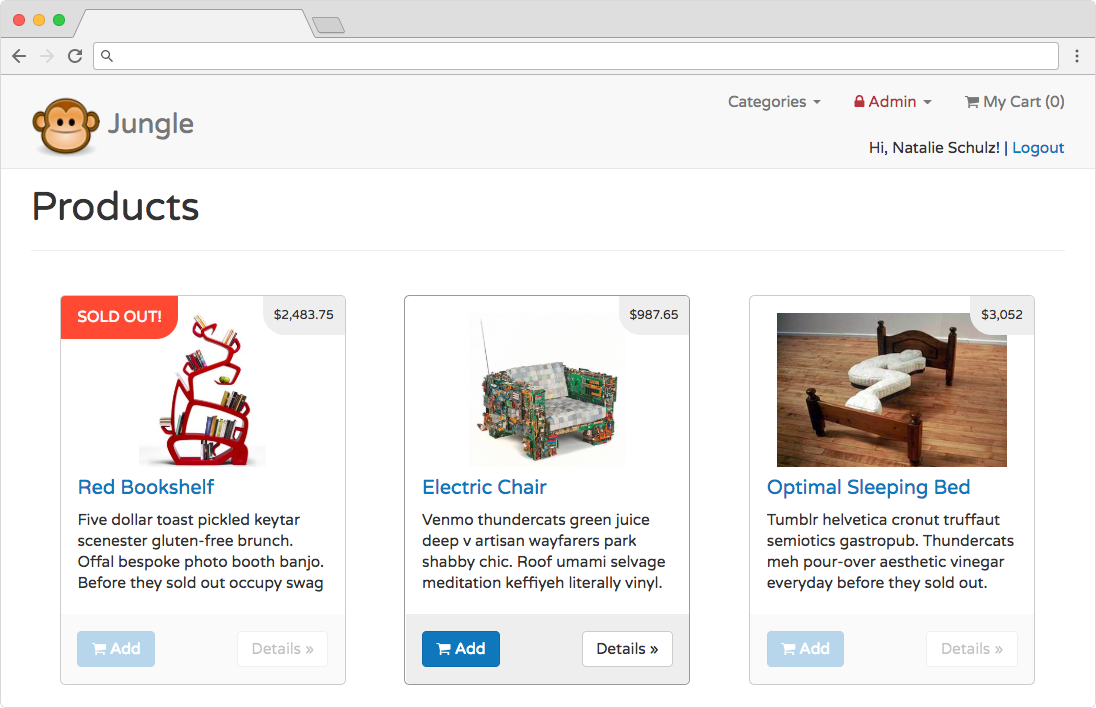 Jungle
Categories
Admin
My Cart (0)
Hi, Natalie Schulz! | Logout
Products
SOLD OUT!
$2,483.75
Red Bookshelf
Five dollar toast pickled keytar
scenester gluten-free brunch.
Offal bespoke photo booth banjo.
Before they sold out occupy swag
Add
Details »
$987.65
Electric Chair
Venmo thundercats green juice
deep v artisan wayfarers park
shabby chic. Roof umami selvage
meditation keffiyeh literally vinyl.
Add
Details »
$3,052
Optimal Sleeping Bed
Tumblr helvetica cronut truffaut
semiotics gastropub. Thundercats
meh pour-over aesthetic vinegar
everyday before they sold out.
Add
Details »